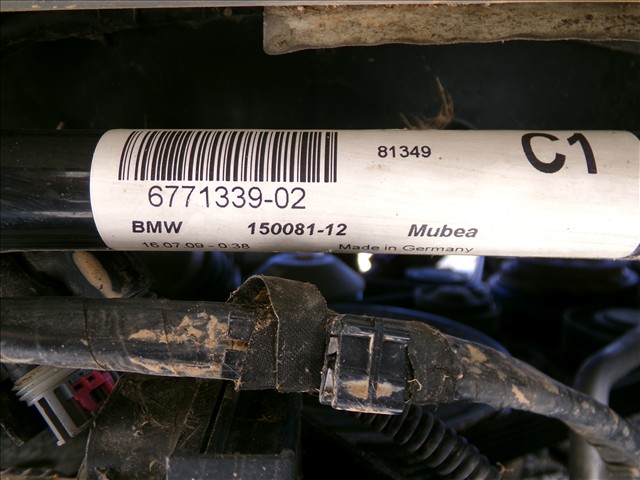 81349
C1
6771339-02
BMW 150081-12 Mubea
16.07.09 - 0:38 Made in Germany